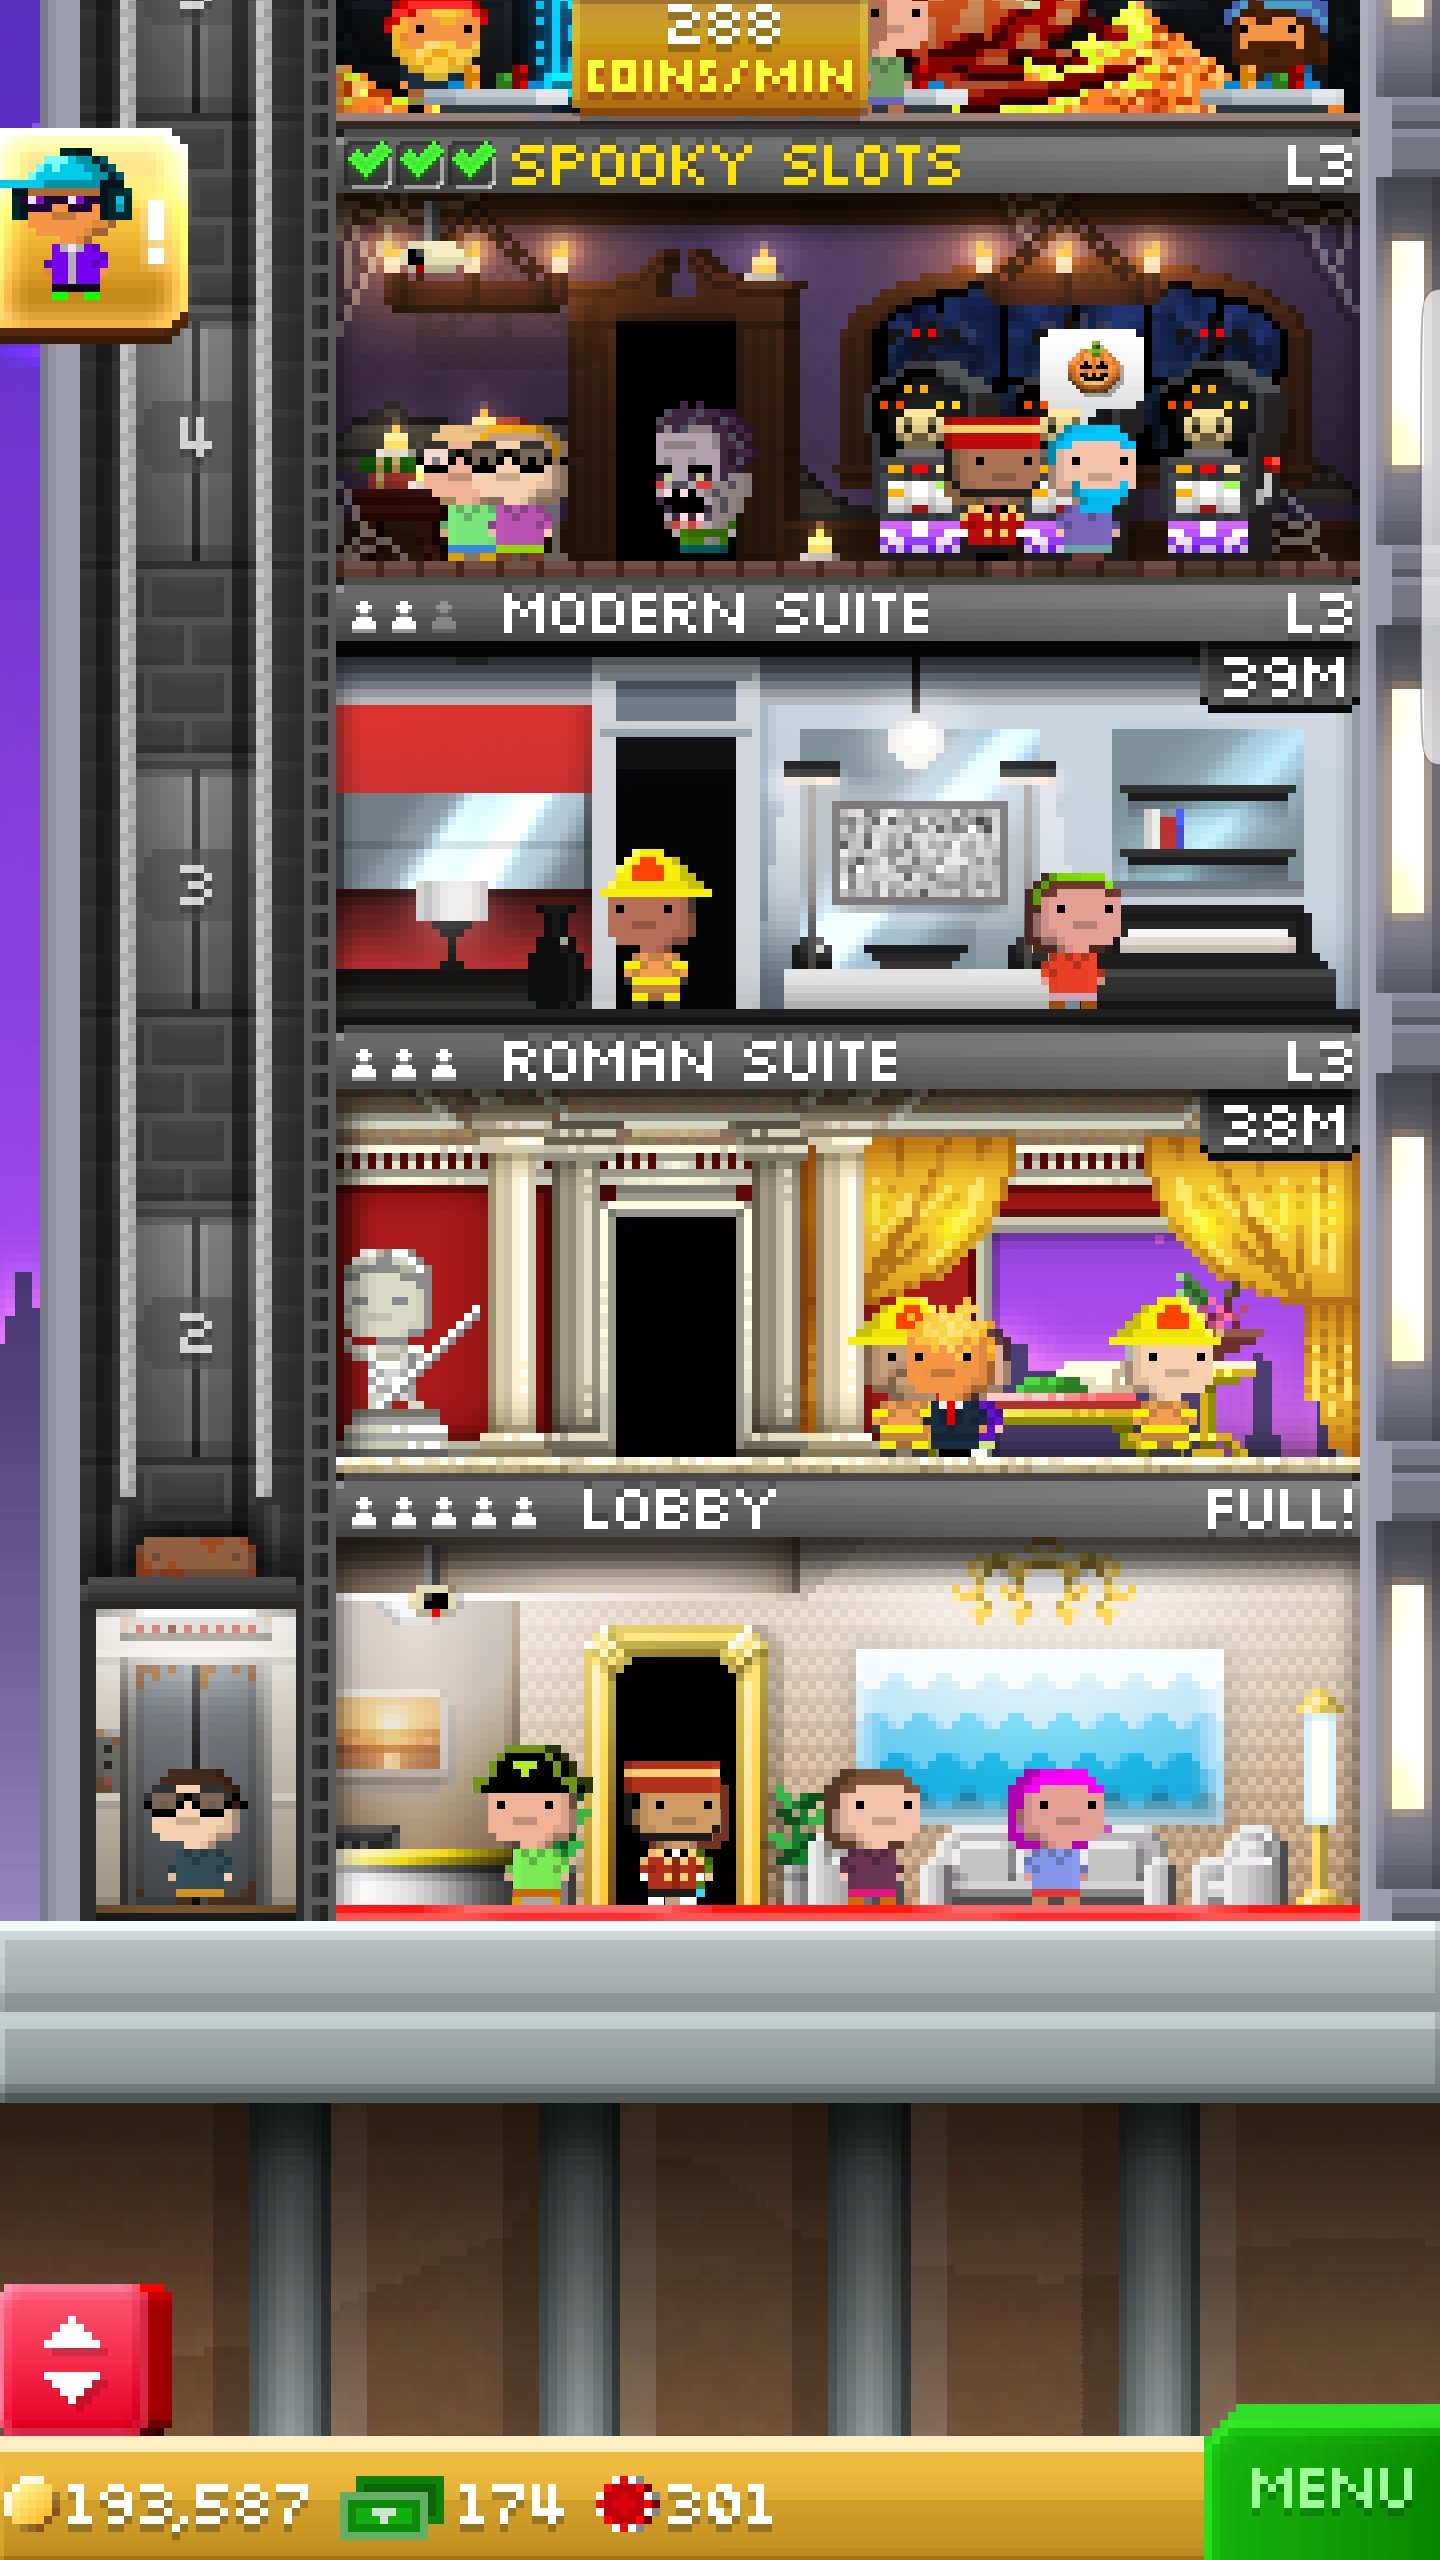 288
COINS/MIN
SPOOKY SLOTS L3
!
4
MODERN SUITE L3
39M
3
ROMAN SUITE L3
38M
2
LOBBY FULL!
193,587 174 301
MENU